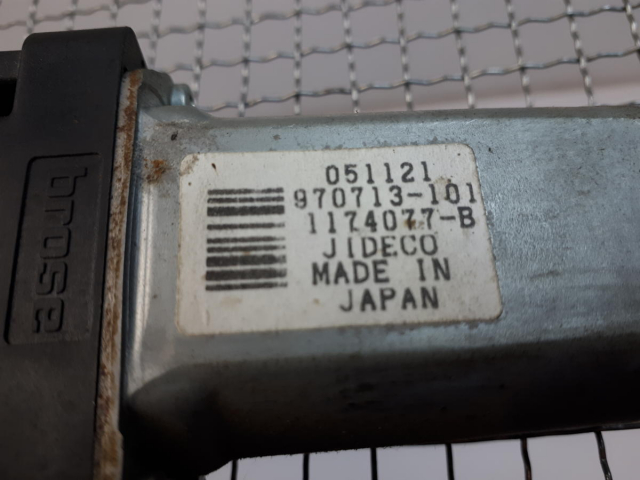 brose
051121
970713-101
1174077-B
JIDECO
MADE IN
JAPAN